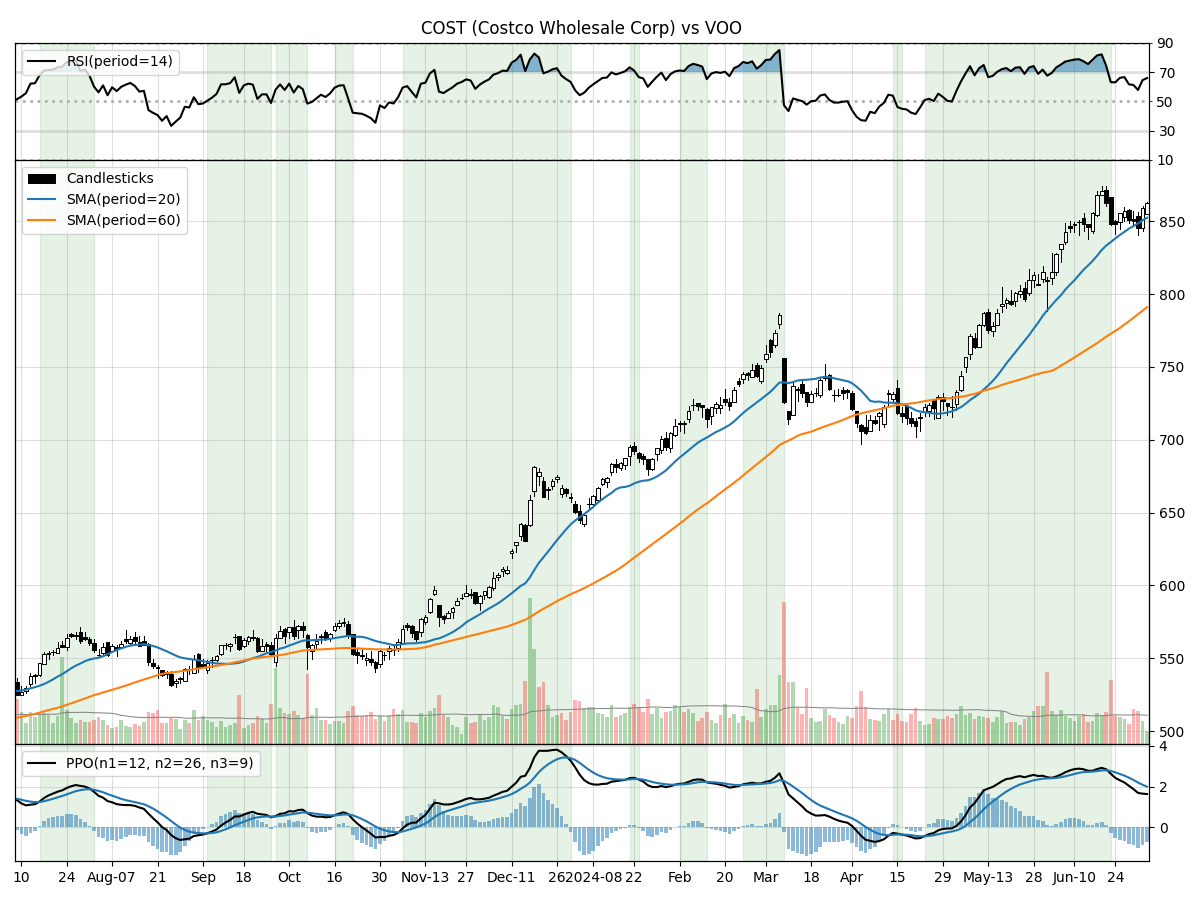 COST (Costco Wholesale Corp) vs VOO
RSI(period=14)
90
70
50
30
10
Candlesticks
SMA(period=20)
SMA(period=60)
850
800
750
700
650
600
550
500
PPO(n1=12, n2=26, n3=9)
4
2
0
10 24 Aug-07 21 Sep 18 Oct 16 30 Nov-13 27 Dec-11 26 2024-08 22 Feb 20 Mar 18 Apr 15 29 May-13 28 Jun-10 24